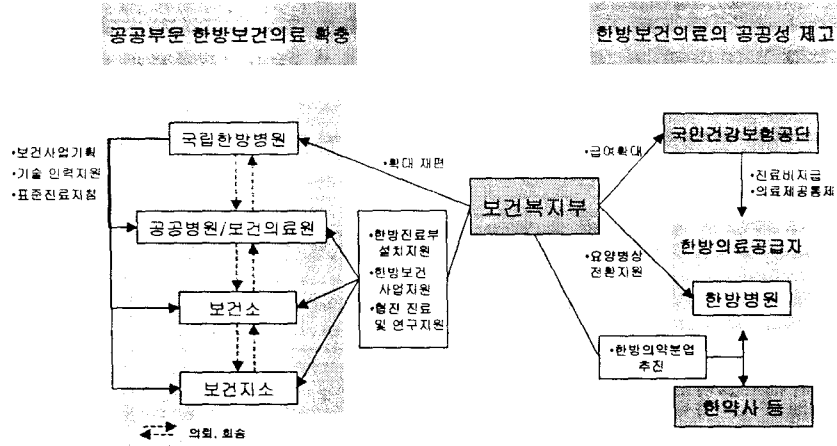 공공부문 한방보건의료 확충
한방보건의료의 공공성 제고
•보건사업기획
•기술 인력지원
•표준진료지침
국립한방병원
공공병원/보건의료원
보건소
보건지소
의뢰, 회송
•확대 재편
•한방진료부
설치지원
•한방보건
사업지원
•협진 진료
및 연구지원
보건복지부
•급여확대
국민건강보험공단
•진료비지급
•의료제공통제
한방의료공급자
•요양병상
전환지원
한방병원
•한방의약분업
추진
한약사 등